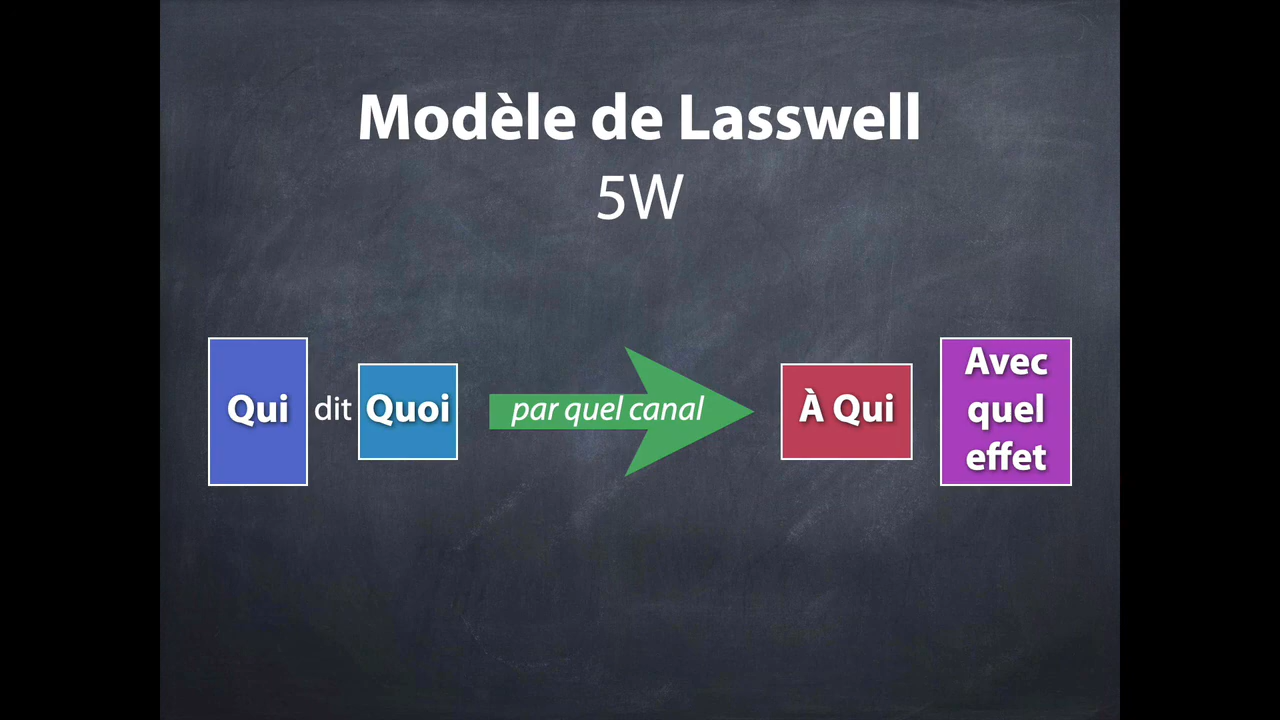 Modèle de Lasswell
5W
Qui dit Quoi par quel canal À Qui
Avec
quel
effet